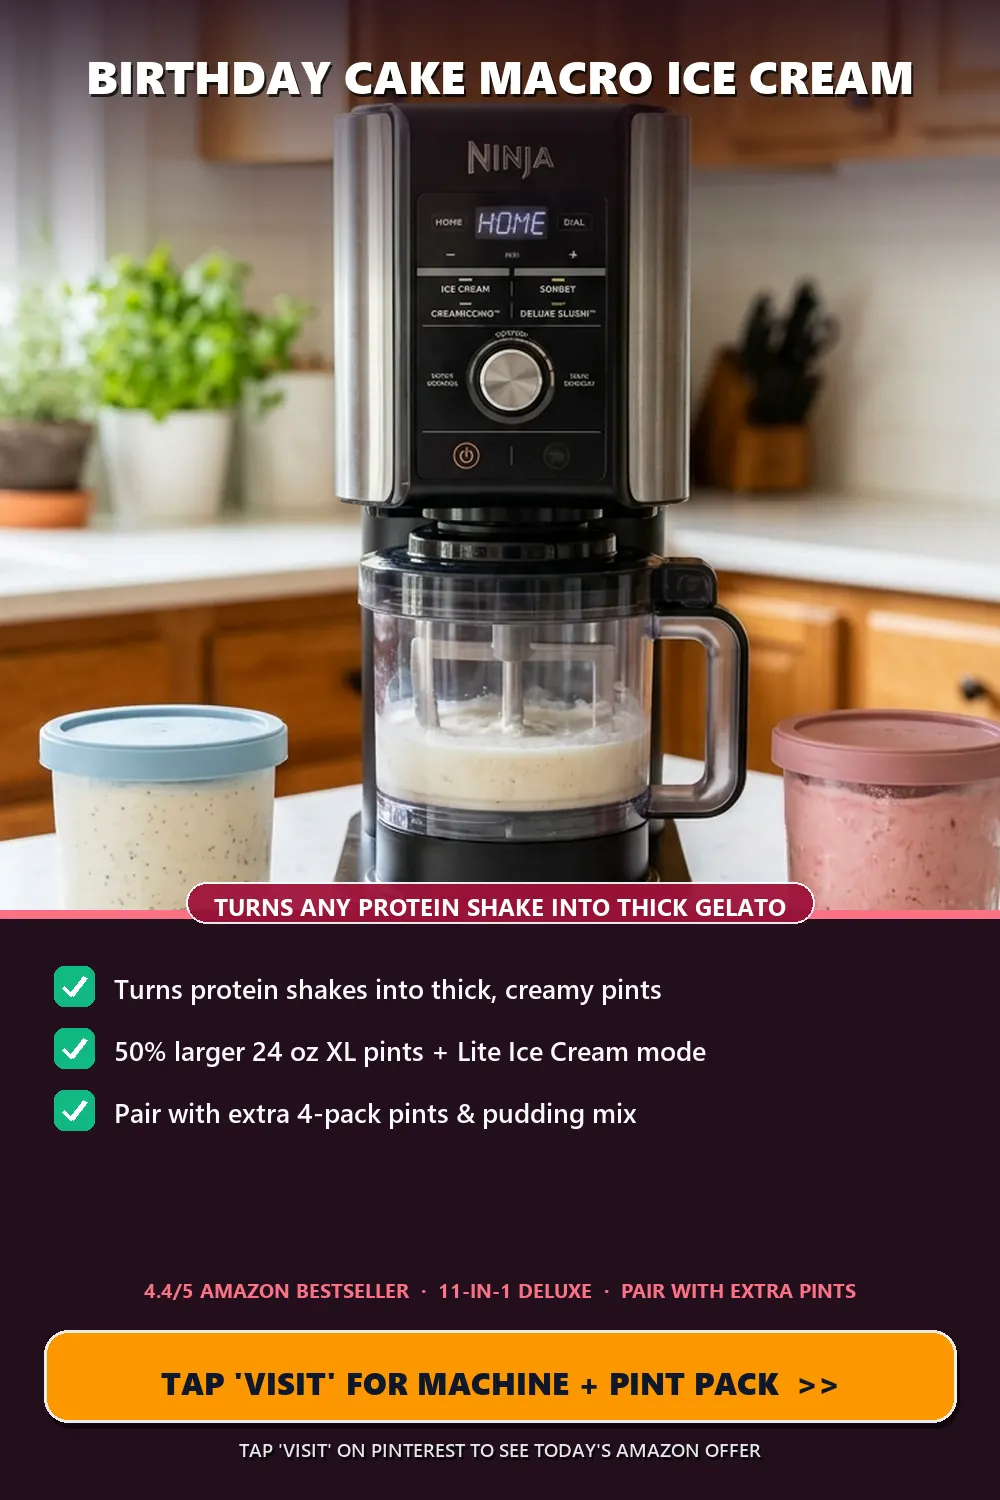 BIRTHDAY CAKE MACRO ICE CREAM
NINJA
HOME HOME DIAL
− +
ICE CREAM SONBET
CREAMICCHNO™ DELUAE SLUSHI™
TURNS ANY PROTEIN SHAKE INTO THICK GELATO
Turns protein shakes into thick, creamy pints
50% larger 24 oz XL pints + Lite Ice Cream mode
Pair with extra 4-pack pints & pudding mix
4.4/5 AMAZON BESTSELLER · 11-IN-1 DELUXE · PAIR WITH EXTRA PINTS
TAP 'VISIT' FOR MACHINE + PINT PACK >>
TAP 'VISIT' ON PINTEREST TO SEE TODAY'S AMAZON OFFER